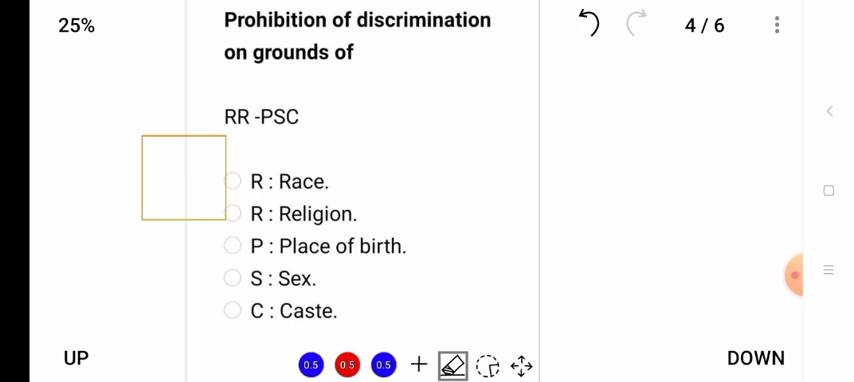 25%
Prohibition of discrimination
on grounds of
4 / 6
RR -PSC
R : Race.
R : Religion.
P : Place of birth.
S : Sex.
C : Caste.
UP
0.5 0.5 0.5
DOWN